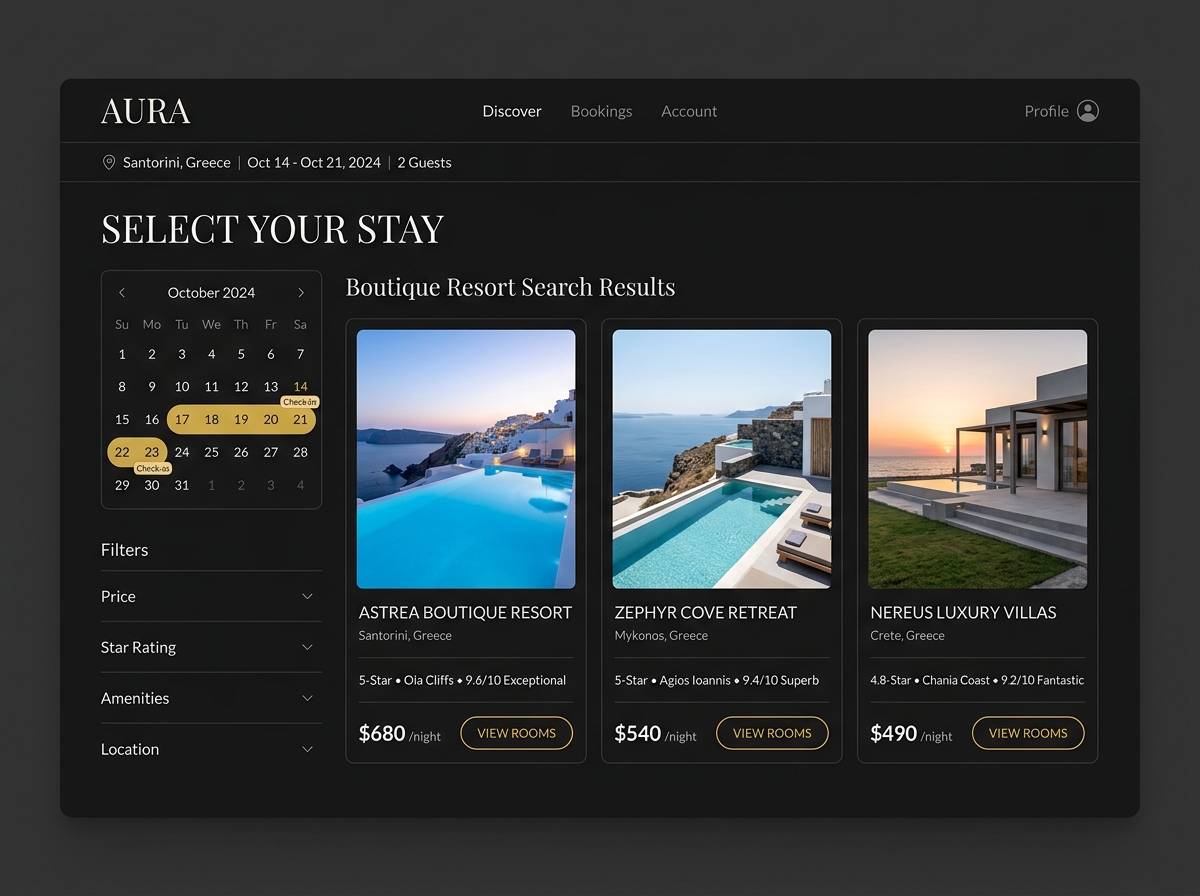 AURA
Discover Bookings Account
Profile
Santorini, Greece | Oct 14 - Oct 21, 2024 | 2 Guests
SELECT YOUR STAY
October 2024
Su Mo Tu We Th Fr Sa
1 2 3 4 5 6 7
8 9 10 11 12 13 14
15 16 17 18 19 20 21
22 23 24 25 26 27 28
Check-as
29 30 31 1 2 3 4
Filters
Price
Star Rating
Amenities
Location
Boutique Resort Search Results
ASTREA BOUTIQUE RESORT
Santorini, Greece
5-Star • Oia Cliffs • 9.6/10 Exceptional
$680 /night
VIEW ROOMS
ZEPHYR COVE RETREAT
Mykonos, Greece
5-Star • Agios Ioannis • 9.4/10 Superb
$540 /night
VIEW ROOMS
NEREUS LUXURY VILLAS
Crete, Greece
4.8-Star • Chania Coast • 9.2/10 Fantastic
$490 /night
VIEW ROOMS